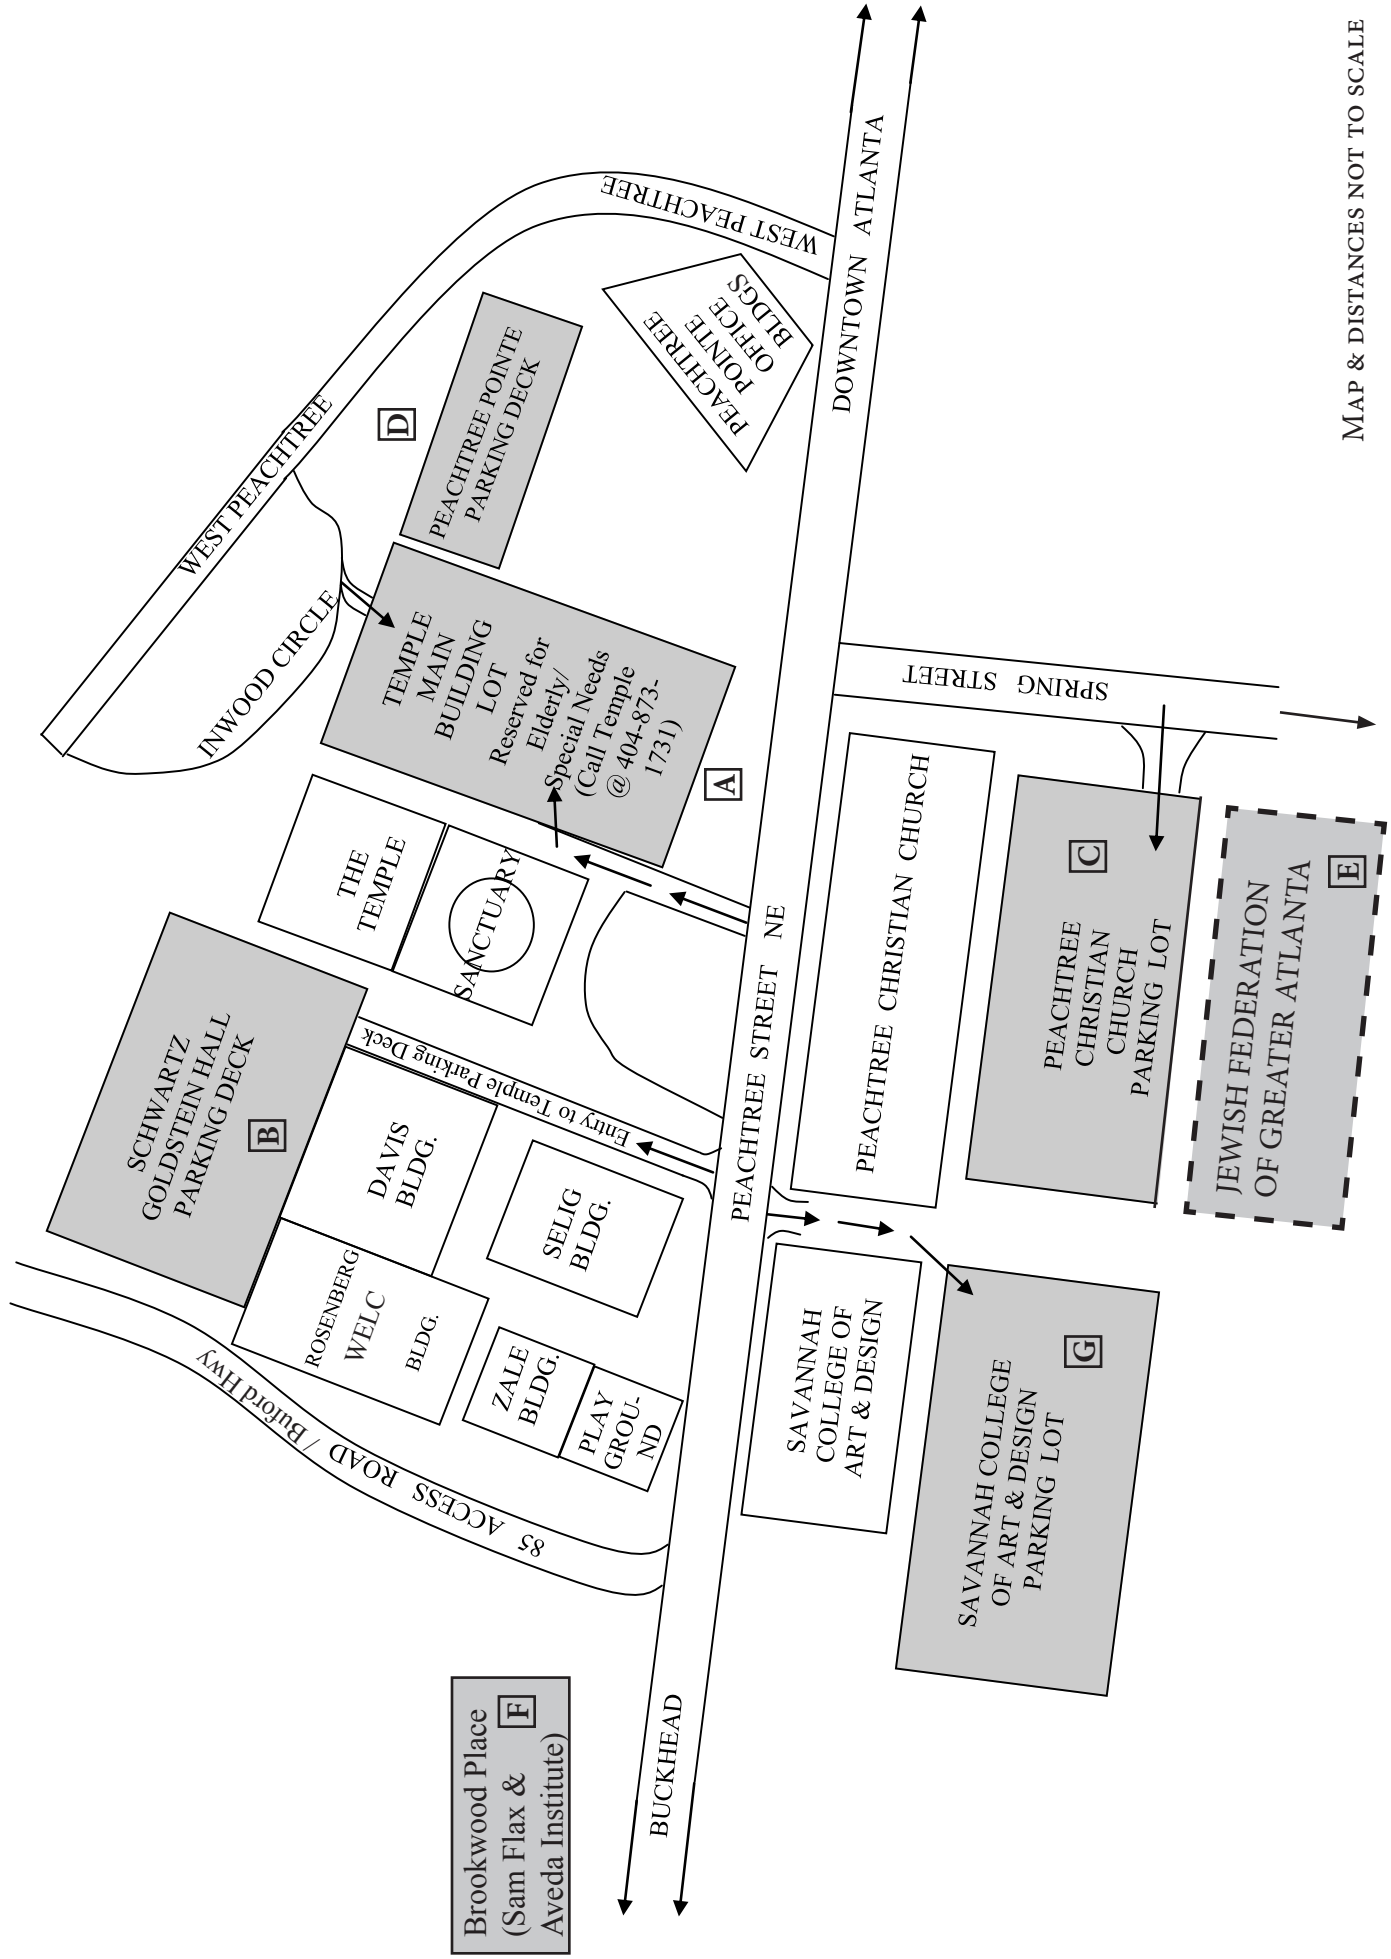 Brookwood Place
(Sam Flax &
Aveda Institute)
F
BUCKHEAD
85 ACCESS ROAD / Buford Hwy
SCHWARTZ
GOLDSTEIN HALL
PARKING DECK
B
ROSENBERG
WELC
BLDG.
DAVIS
BLDG.
ZALE
BLDG.
PLAY
GROU-
ND
SELIG
BLDG.
Entry to Temple Parking Deck
THE
TEMPLE
SANCTUARY
INWOOD CIRCLE
WEST PEACHTREE
TEMPLE
MAIN
BUILDING
LOT
Reserved for
Elderly/
Special Needs
(Call Temple
@ 404-873-
1731)
A
D
PEACHTREE POINTE
PARKING DECK
WEST PEACHTREE
PEACHTREE
POINTE
OFFICE
BLDGS
PEACHTREE STREET NE
DOWNTOWN ATLANTA
SAVANNAH
COLLEGE OF
ART & DESIGN
SAVANNAH COLLEGE
OF ART & DESIGN
PARKING LOT
G
PEACHTREE CHRISTIAN CHURCH
SPRING STREET
C
PEACHTREE
CHRISTIAN
CHURCH
PARKING LOT
JEWISH FEDERATION
OF GREATER ATLANTA
E
MAP & DISTANCES NOT TO SCALE